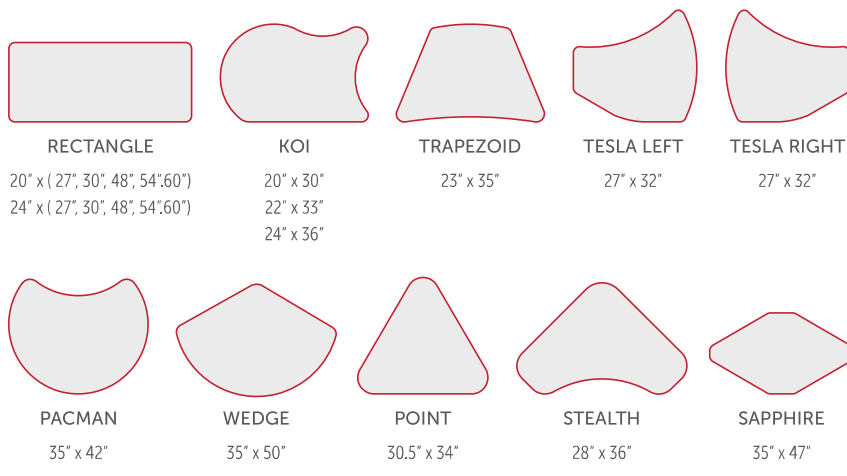 RECTANGLE
20” x ( 27”, 30”, 48”, 54”.60”)
24” x ( 27”, 30”, 48”, 54”.60”)
KOI
20” x 30”
22” x 33”
24” x 36”
TRAPEZOID
23” x 35”
TESLA LEFT
27” x 32”
TESLA RIGHT
27” x 32”
PACMAN
35” x 42”
WEDGE
35” x 50”
POINT
30.5” x 34”
STEALTH
28” x 36”
SAPPHIRE
35” x 47”